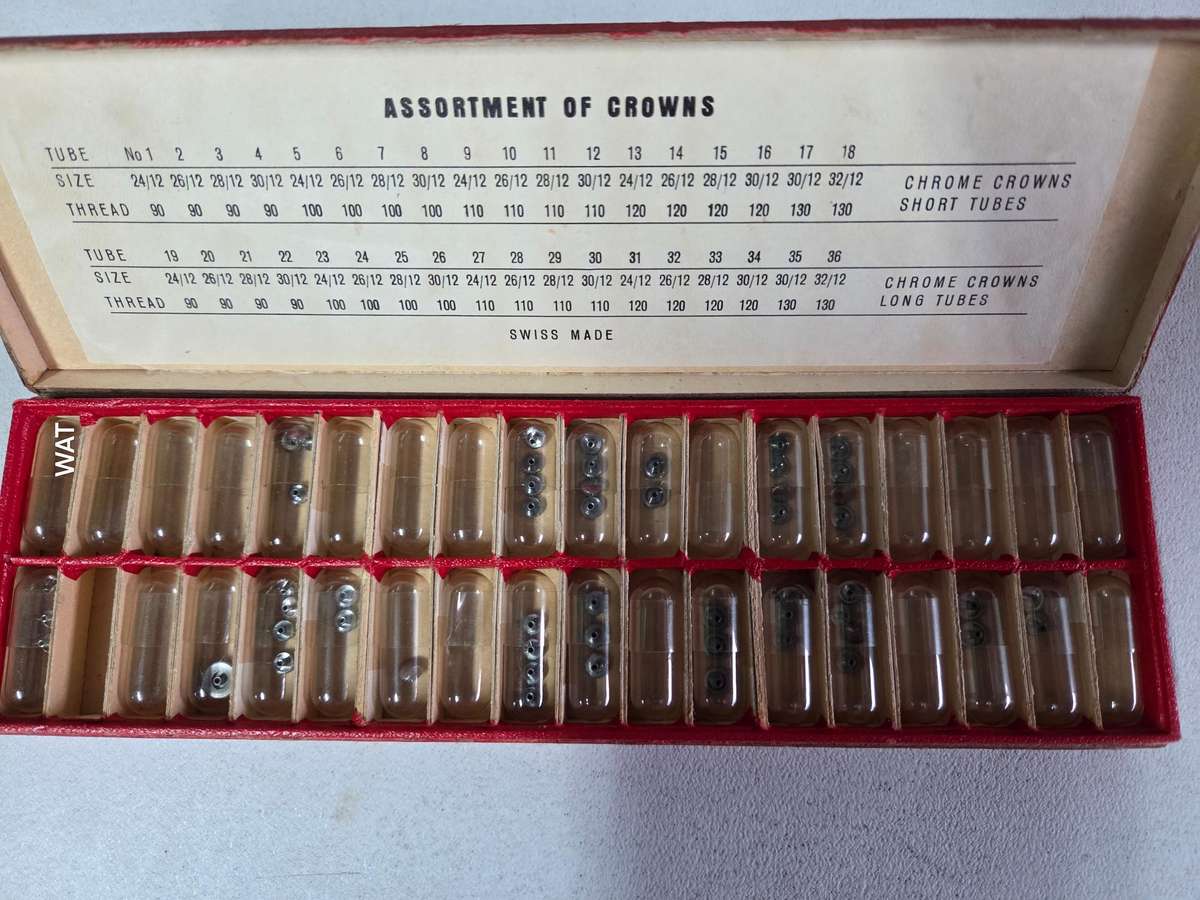 ASSORTMENT OF CROWNS
TUBE No 1 2 3 4 5 6 7 8 9 10 11 12 13 14 15 16 17 18
SIZE 24/12 26/12 28/12 30/12 24/12 26/12 28/12 30/12 24/12 26/12 28/12 30/12 24/12 26/12 28/12 30/12 30/12 32/12 CHROME CROWNS
THREAD 90 90 90 90 100 100 100 100 110 110 110 110 120 120 120 120 130 130 SHORT TUBES
TUBE 19 20 21 22 23 24 25 26 27 28 29 30 31 32 33 34 35 36
SIZE 24/12 26/12 28/12 30/12 24/12 26/12 28/12 30/12 24/12 26/12 28/12 30/12 24/12 26/12 28/12 30/12 30/12 32/12 CHROME CROWNS
THREAD 90 90 90 90 100 100 100 100 110 110 110 110 120 120 120 120 130 130 LONG TUBES
SWISS MADE
WAT